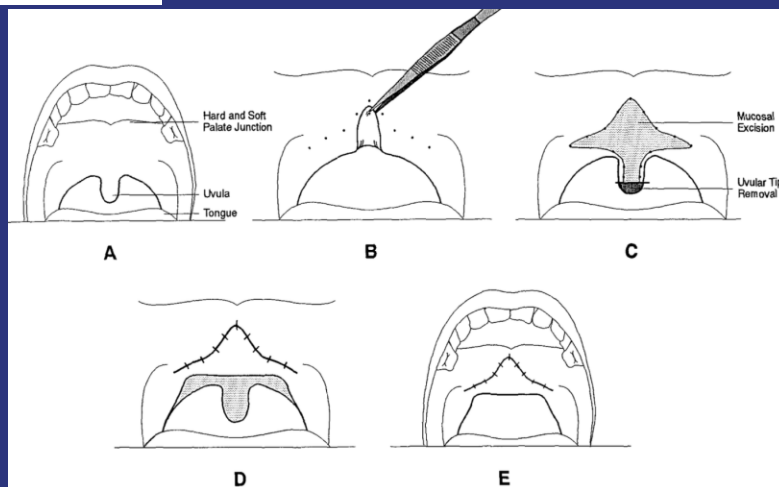 Hard and Soft
Palate Junction
Uvula
Tongue
A
B
Mucosal
Excision
Uvular Tip
Removal
C
D
E